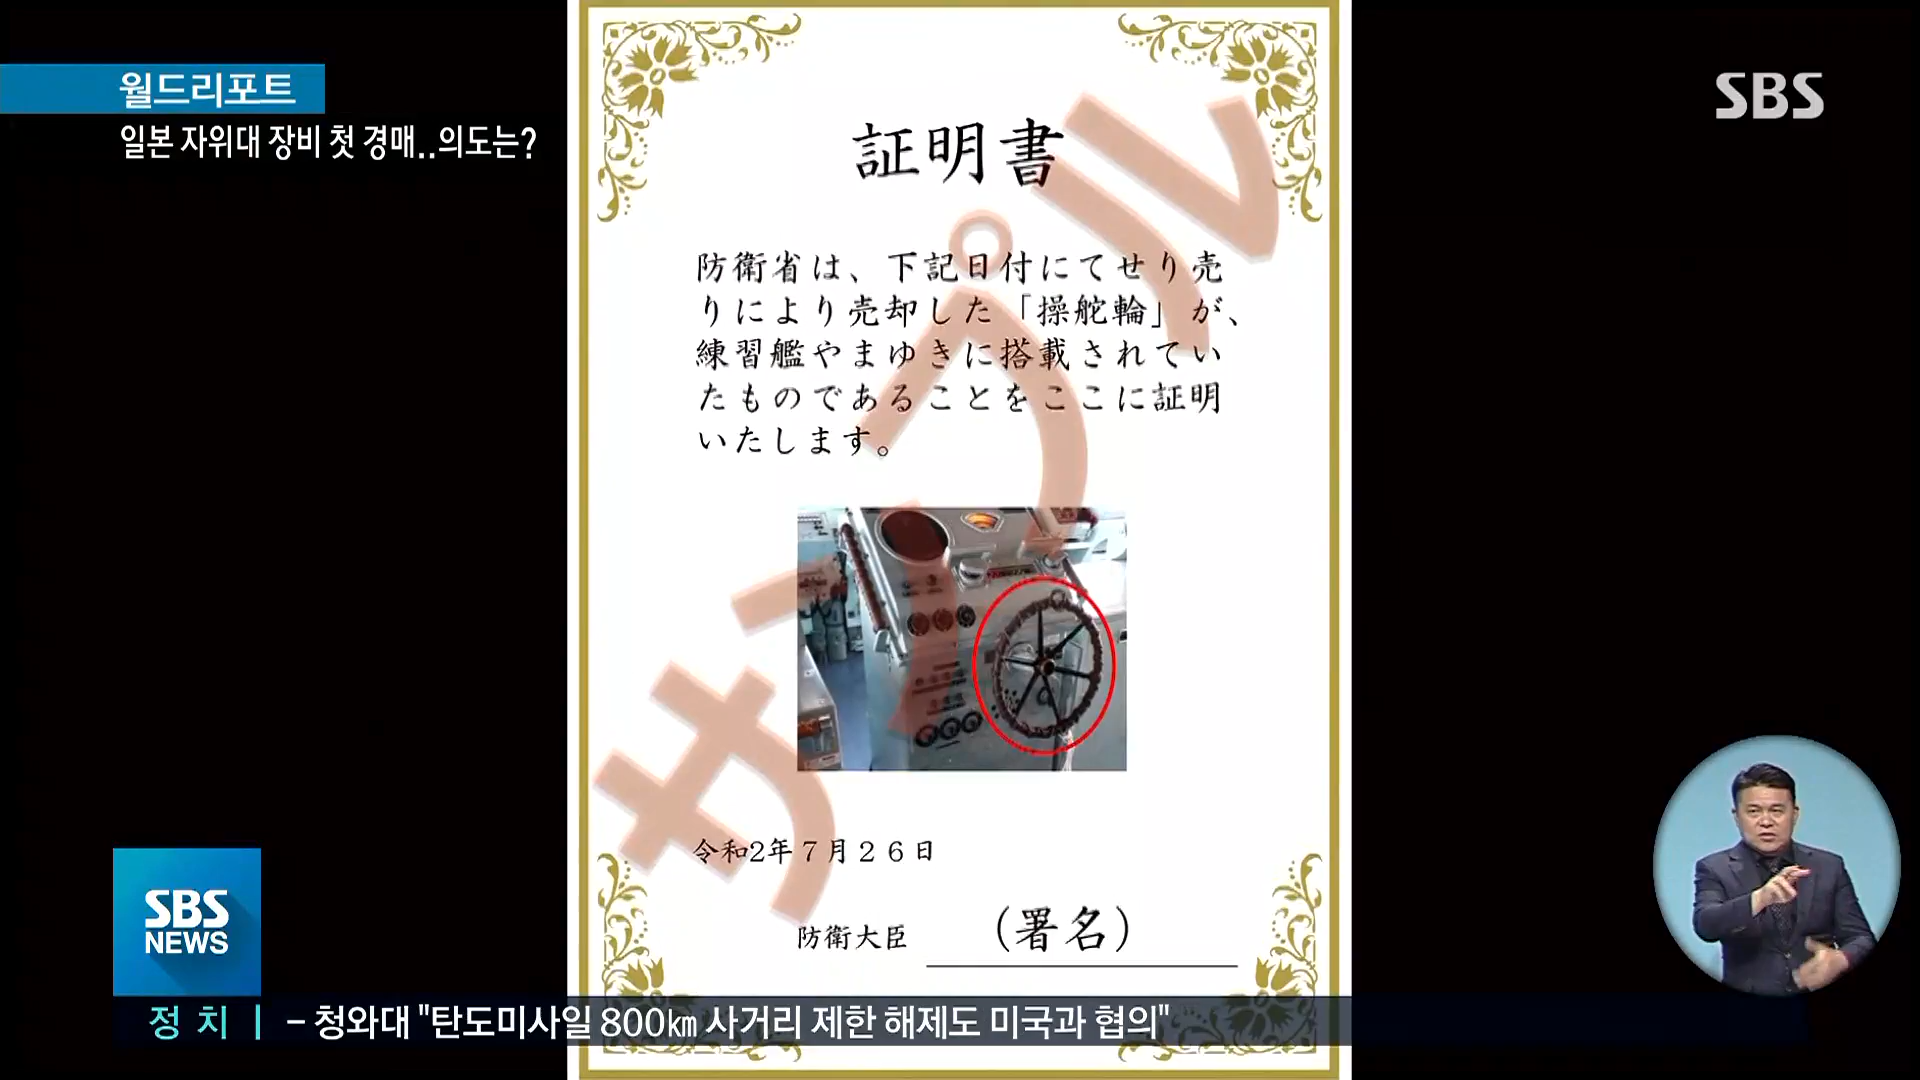 월드리포트
일본 자위대 장비 첫 경매..의도는?
SBS
証明書
防衛省は、下記日付にてせり売
りにより売却した「操舵輪」が、
練習艦やまゆきに搭載されてい
たものであることをここに証明
いたします。
サンプル
令和2年７月２６日
防衛大臣 （署名）
SBS
NEWS
정 치 | - 청와대 "탄도미사일 800㎞ 사거리 제한 해제도 미국과 협의"